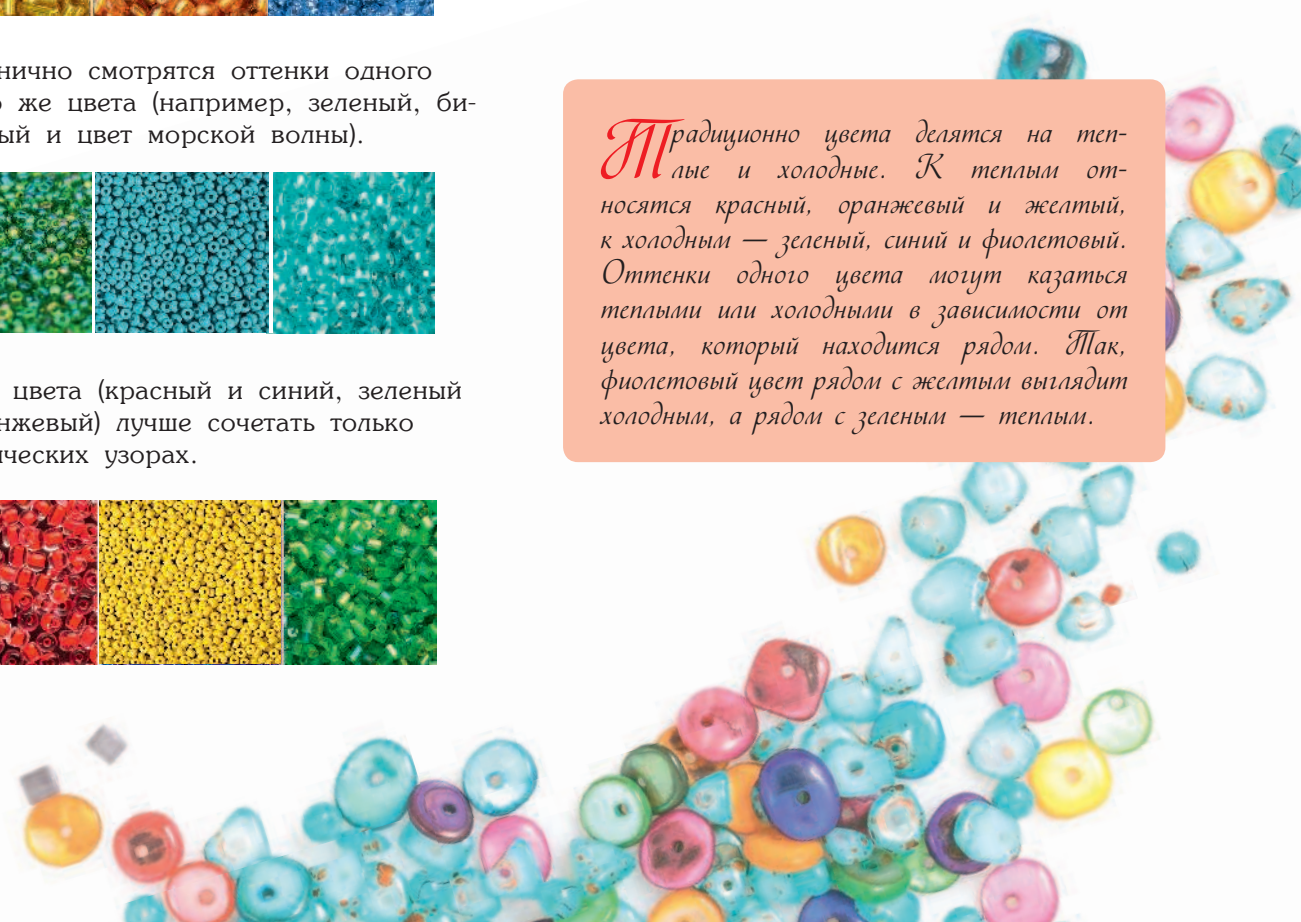 нично смотрятся оттенки одного
же цвета (например, зеленый, би-
ый и цвет морской волны).
цвета (красный и синий, зеленый
нжевый) лучше сочетать только
ческих узорах.
Традиционно цвета делятся на теп-
лые и холодные. К теплым от-
носятся красный, оранжевый и желтый,
к холодным — зеленый, синий и фиолетовый.
Оттенки одного цвета могут казаться
теплыми или холодными в зависимости от
цвета, который находится рядом. Так,
фиолетовый цвет рядом с желтым выглядит
холодным, а рядом с зеленым — теплым.